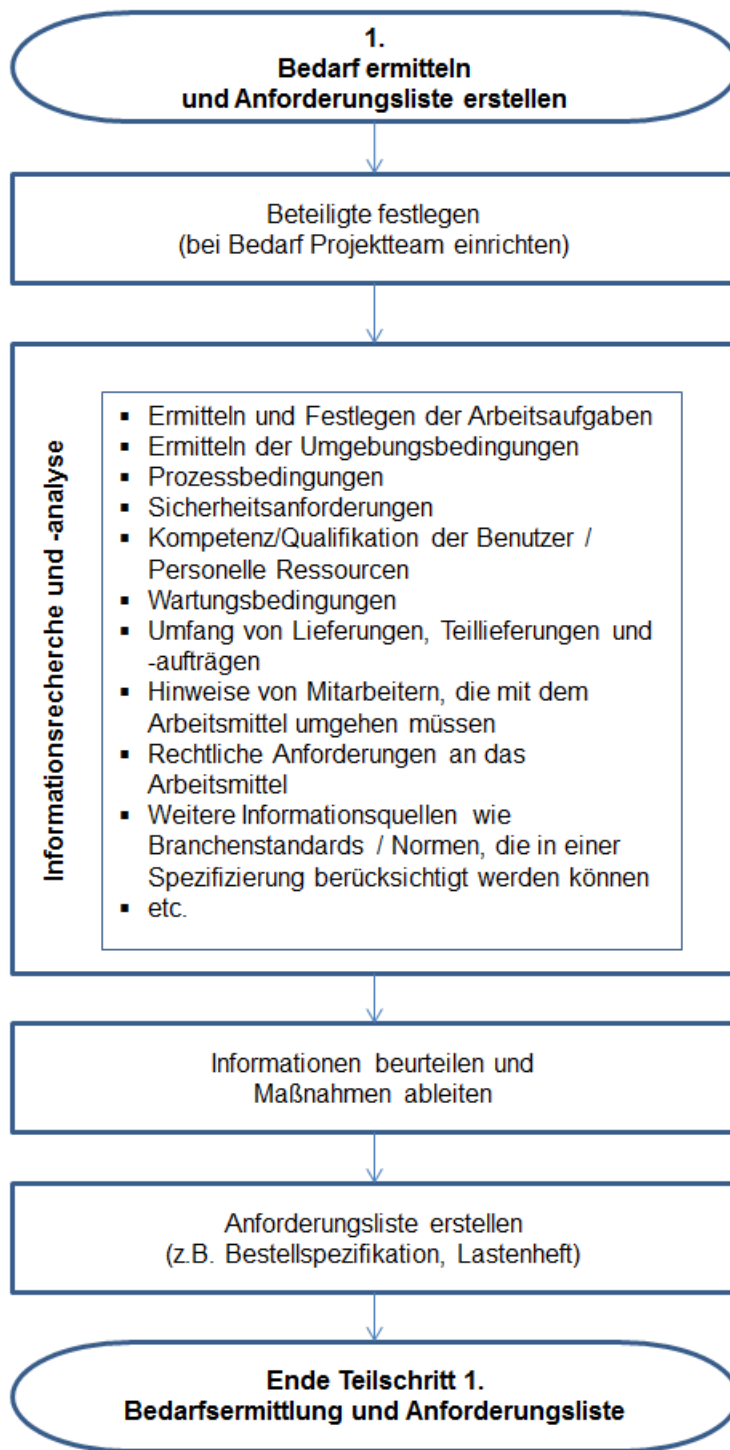 1.
Bedarf ermitteln
und Anforderungsliste erstellen
Beteiligte festlegen
(bei Bedarf Projektteam einrichten)
Informationsrecherche und -analyse
▪ Ermitteln und Festlegen der Arbeitsaufgaben
▪ Ermitteln der Umgebungsbedingungen
▪ Prozessbedingungen
▪ Sicherheitsanforderungen
▪ Kompetenz/Qualifikation der Benutzer /
Personelle Ressourcen
▪ Wartungsbedingungen
▪ Umfang von Lieferungen, Teillieferungen und
-aufträgen
▪ Hinweise von Mitarbeitern, die mit dem
Arbeitsmittel umgehen müssen
▪ Rechtliche Anforderungen an das
Arbeitsmittel
▪ Weitere Informationsquellen wie
Branchenstandards / Normen, die in einer
Spezifizierung berücksichtigt werden können
▪ etc.
Informationen beurteilen und
Maßnahmen ableiten
Anforderungsliste erstellen
(z.B. Bestellspezifikation, Lastenheft)
Ende Teilschritt 1.
Bedarfsermittlung und Anforderungsliste